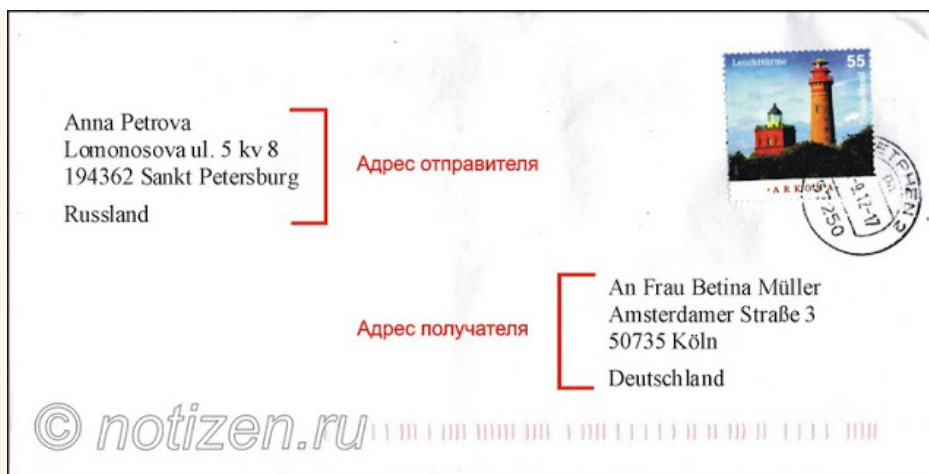 Leuchttürme 55
Anna Petrova
Lomonosova ul. 5 kv 8
194362 Sankt Petersburg
Russland
Адрес отправителя
ARKONA
An Frau Betina Müller
Amsterdamer Straße 3
50735 Köln
Deutschland
Адрес получателя
© notizen.ru